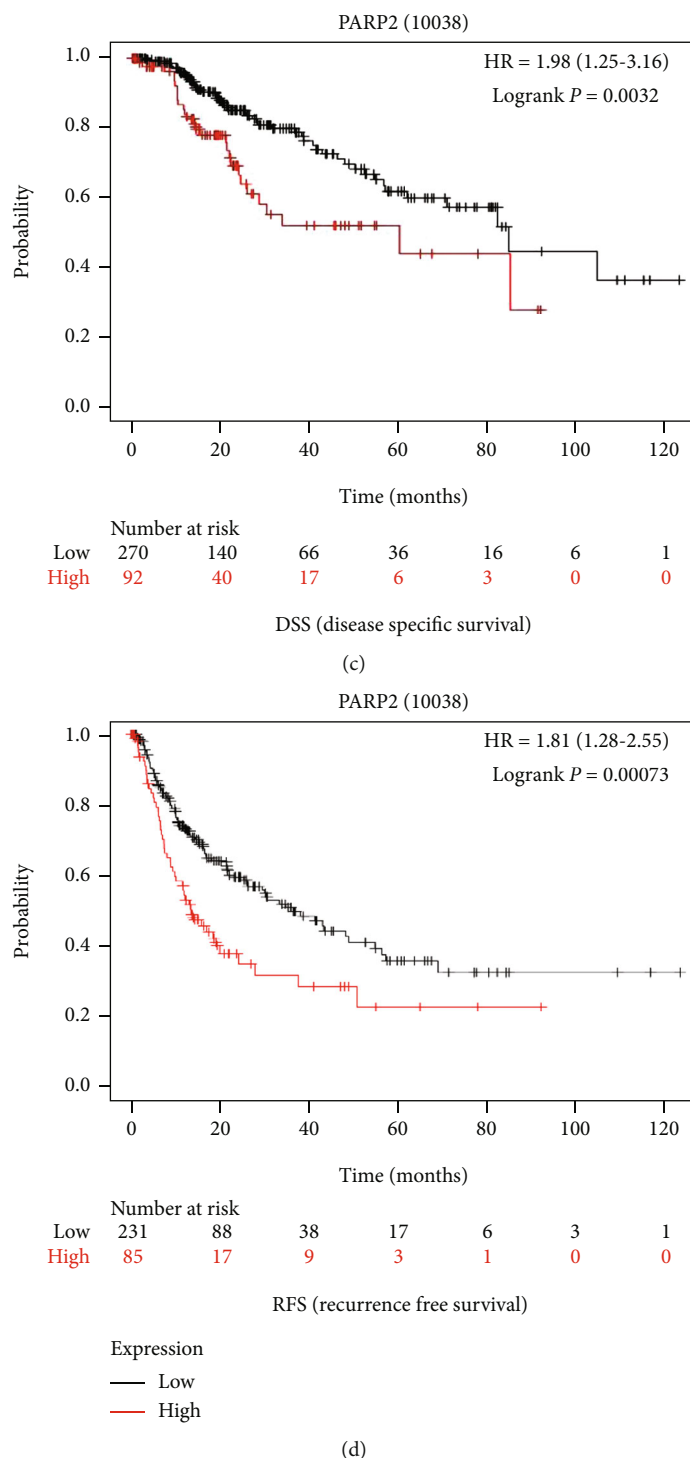 PARP2 (10038)
HR = 1.98 (1.25-3.16)
Logrank P = 0.0032
1.0
0.8
0.6
0.4
0.2
0.0
Probability
0 20 40 60 80 100 120
Time (months)
Number at risk
Low 270 140 66 36 16 6 1
High 92 40 17 6 3 0 0
DSS (disease specific survival)
(c)
PARP2 (10038)
HR = 1.81 (1.28-2.55)
Logrank P = 0.00073
1.0
0.8
0.6
0.4
0.2
0.0
Probability
0 20 40 60 80 100 120
Time (months)
Number at risk
Low 231 88 38 17 6 3 1
High 85 17 9 3 1 0 0
RFS (recurrence free survival)
Expression
Low
High
(d)